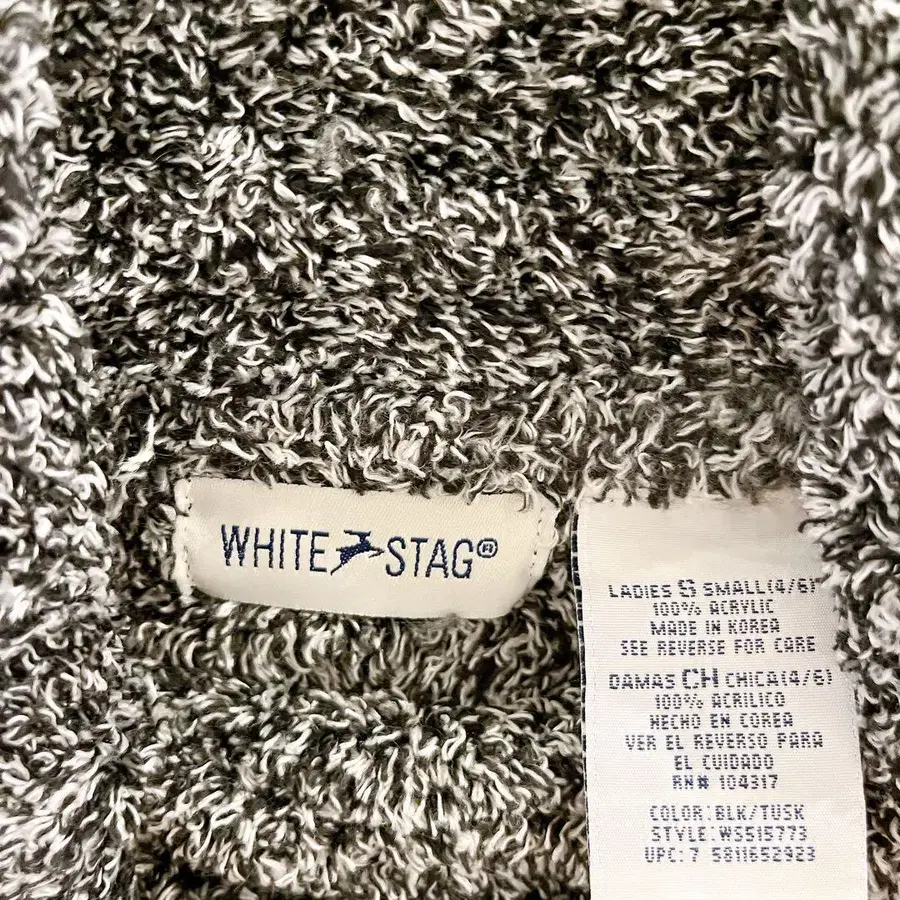 WHITE STAG®
LADIES S SMALL(4/6)
100% ACRYLIC
MADE IN KOREA
SEE REVERSE FOR CARE
DAMAS CH CHICA(4/6)
100% ACRILICO
HECHO EN COREA
VER EL REVERSO PARA
EL CUIDADO
RN# 104317
COLOR:BLK/TUSK
STYLE:WS515773
UPC: 7 5811652923